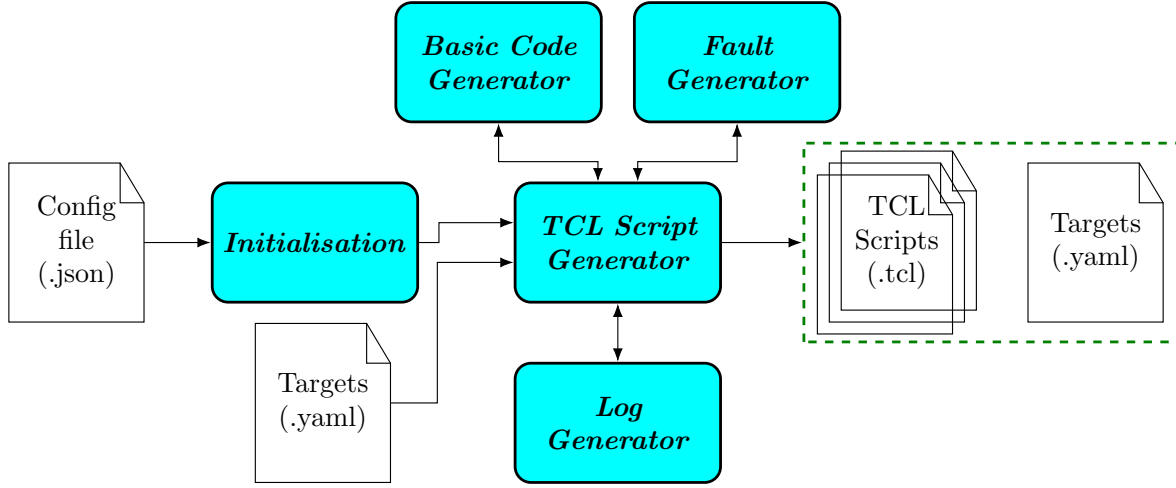 Basic Code
Generator
Fault
Generator
Config
file
(.json)
Initialisation
TCL Script
Generator
TCL
Scripts
(.tcl)
Targets
(.yaml)
Targets
(.yaml)
Log
Generator